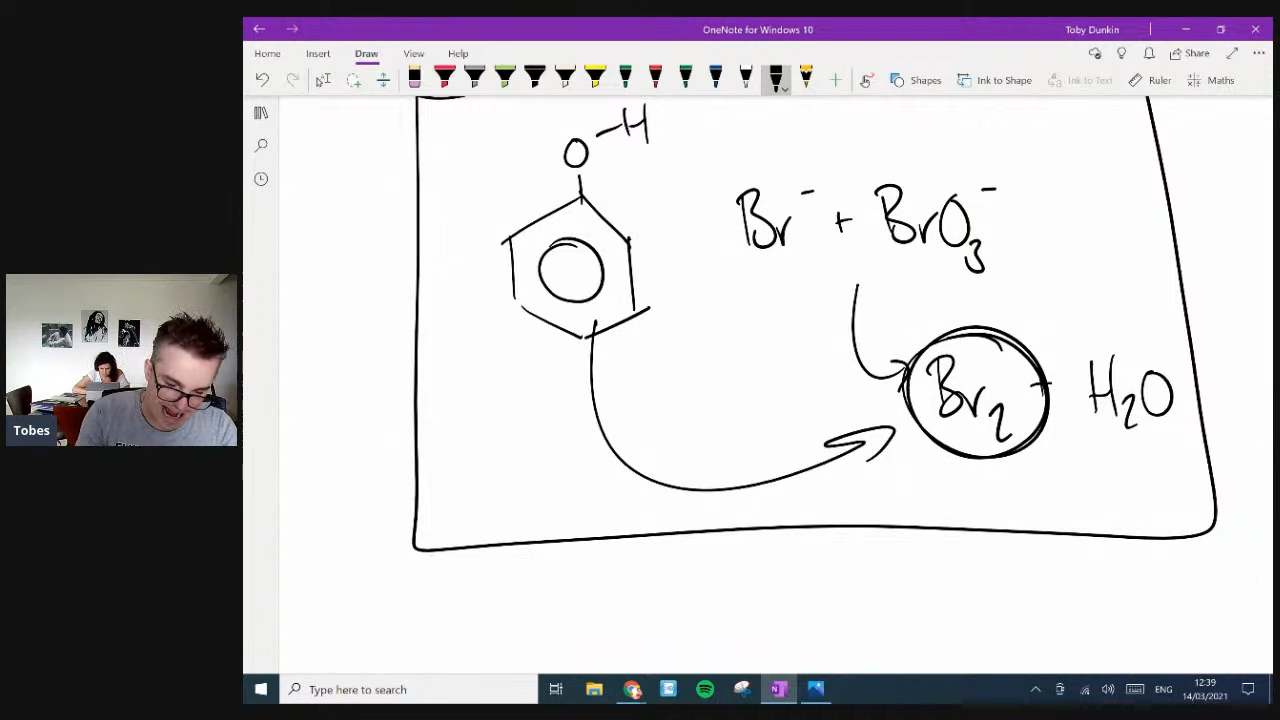 OneNote for Windows 10
Toby Dunkin
Home Insert Draw View Help
Share
Shapes
Ink to Shape
Ink to Text
Ruler
Maths
O-H
Br⁻ + BrO₃⁻
Br₂ + H₂O
Tobes
Type here to search
ENG
12:39
14/03/2021